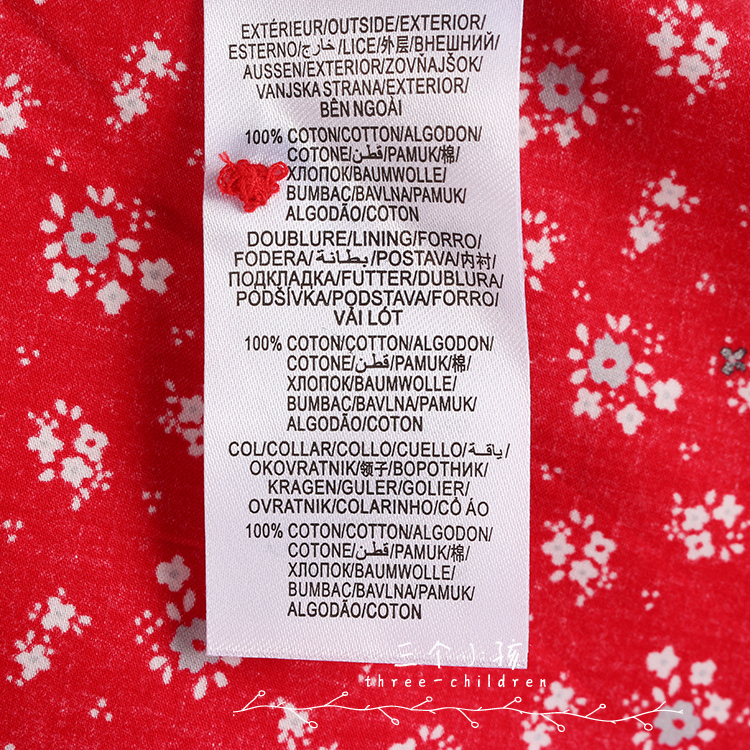 EXTÉRIEUR/OUTSIDE/EXTERIOR/
ESTERNO/خارج/LICE/外层/ВНЕШНИЙ/
AUSSEN/EXTERIOR/ZOVŇAJŠOK/
VANJSKA STRANA/EXTERIOR/
BÊN NGOÀI
100% COTON/COTTON/ALGODON/
COTONE/قطن/PAMUK/棉/
ХЛОПОК/BAUMWOLLE/
BUMBAC/BAVLNA/PAMUK/
ALGODÃO/COTON
DOUBLURE/LINING/FORRO/
FODERA/بطانة/POSTAVA/内衬/
ПОДКЛАДКА/FUTTER/DUBLURA/
PODŠÍVKA/PODSTAVA/FORRO/
VẢI LÓT
100% COTON/COTTON/ALGODON/
COTONE/قطن/PAMUK/棉/
ХЛОПОК/BAUMWOLLE/
BUMBAC/BAVLNA/PAMUK/
ALGODÃO/COTON
COL/COLLAR/COLLO/CUELLO/ياقة/
OKOVRATNIK/领子/ВОРОТНИК/
KRAGEN/GULER/GOLIER/
OVRATNIK/COLARINHO/CỔ ÁO
100% COTON/COTTON/ALGODON/
COTONE/قطن/PAMUK/棉/
ХЛОПОК/BAUMWOLLE/
BUMBAC/BAVLNA/PAMUK/
ALGODÃO/COTON
三个小孩
three-children